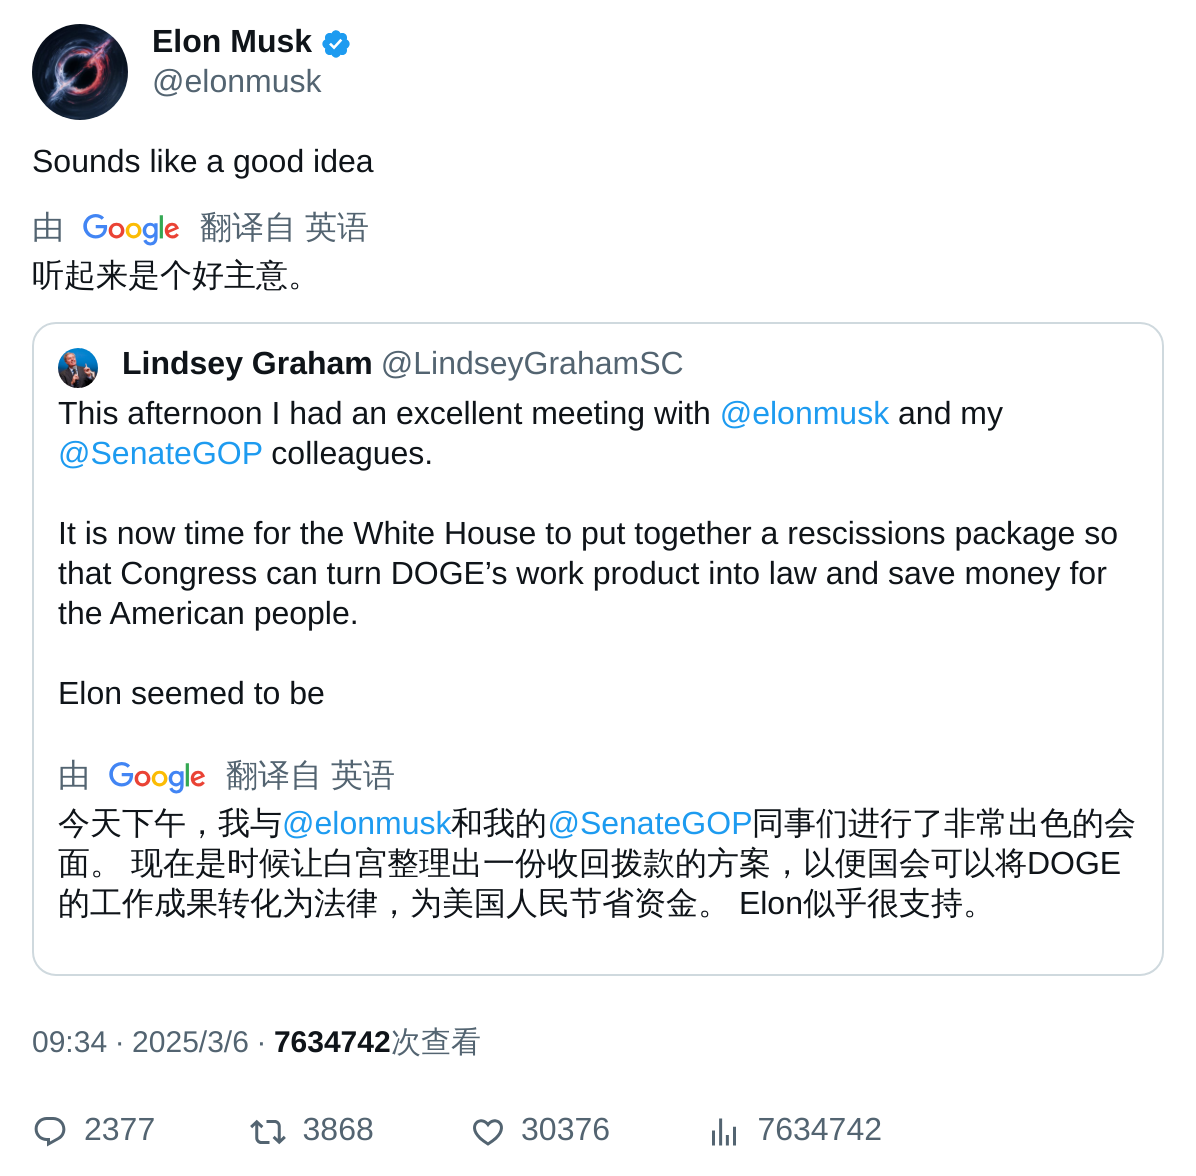 Elon Musk
@elonmusk
Sounds like a good idea
由 Google 翻译自 英语
听起来是个好主意。
Lindsey Graham @LindseyGrahamSC
This afternoon I had an excellent meeting with @elonmusk and my
@SenateGOP colleagues.
It is now time for the White House to put together a rescissions package so
that Congress can turn DOGE’s work product into law and save money for
the American people.
Elon seemed to be
由 Google 翻译自 英语
今天下午，我与@elonmusk和我的@SenateGOP同事们进行了非常出色的会
面。 现在是时候让白宫整理出一份收回拨款的方案，以便国会可以将DOGE
的工作成果转化为法律，为美国人民节省资金。 Elon似乎很支持。
09:34 · 2025/3/6 · 7634742次查看
2377 3868 30376 7634742